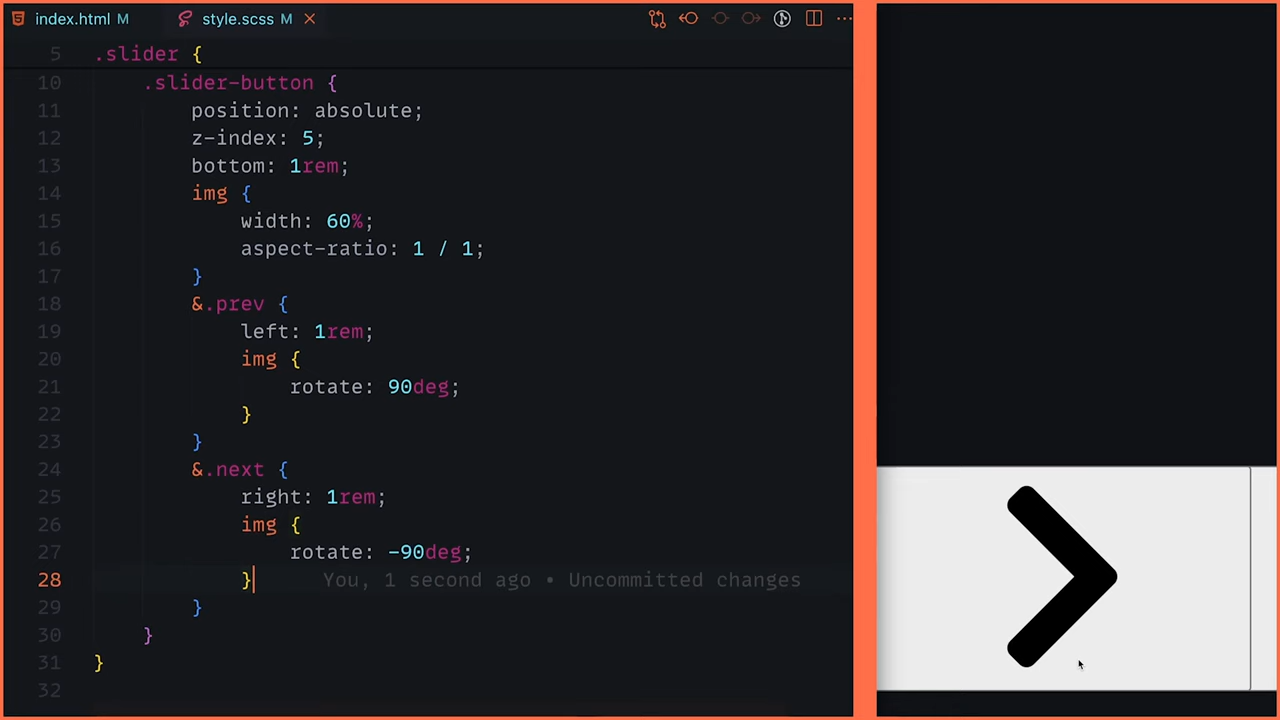 index.html M style.scss M
5 .slider {
10 .slider-button {
11 position: absolute;
12 z-index: 5;
13 bottom: 1rem;
14 img {
15 width: 60%;
16 aspect-ratio: 1 / 1;
17 }
18 &.prev {
19 left: 1rem;
20 img {
21 rotate: 90deg;
22 }
23 }
24 &.next {
25 right: 1rem;
26 img {
27 rotate: -90deg;
28 } You, 1 second ago • Uncommitted changes
29 }
30 }
31 }
32